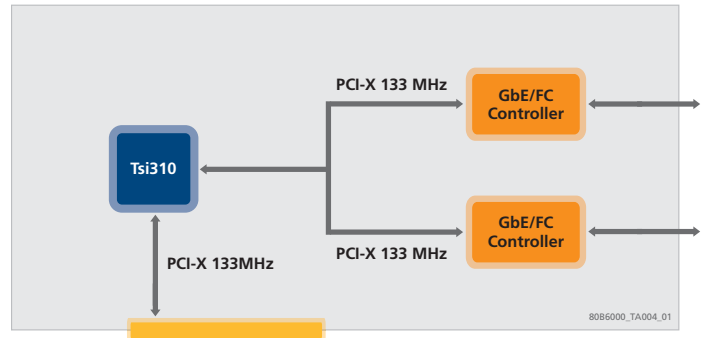 PCI-X 133 MHz
GbE/FC
Controller
Tsi310
GbE/FC
Controller
PCI-X 133 MHz
PCI-X 133MHz
80B6000_TA004_01